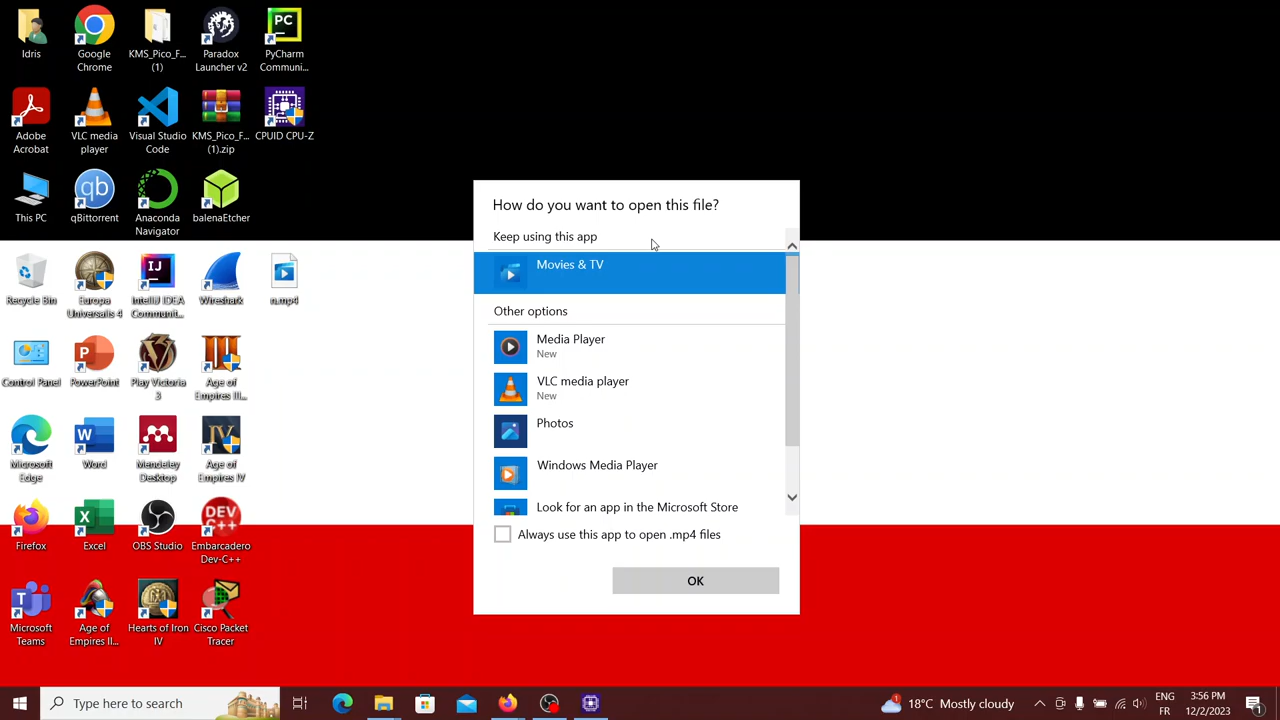 Idris
Google
Chrome
KMS_Pico_F...
(1)
Paradox
Launcher v2
PyCharm
Communi...
Adobe
Acrobat
VLC media
player
Visual Studio
Code
KMS_Pico_F...
(1).zip
CPUID CPU-Z
This PC
qBittorrent
Anaconda
Navigator
balenaEtcher
Recycle Bin
Europa
Universalis 4
IntelliJ IDEA
Communit...
Wireshark
n.mp4
Control Panel
PowerPoint
Play Victoria
3
Age of
Empires III...
Microsoft
Edge
Word
Mendeley
Desktop
Age of
Empires IV
Firefox
Excel
OBS Studio
Embarcadero
Dev-C++
Microsoft
Teams
Age of
Empires II...
Hearts of Iron
IV
Cisco Packet
Tracer
How do you want to open this file?
Keep using this app
Movies & TV
Other options
Media Player
New
VLC media player
New
Photos
Windows Media Player
Look for an app in the Microsoft Store
Always use this app to open .mp4 files
OK
Type here to search
18°C Mostly cloudy
ENG
FR
3:56 PM
12/2/2023
1